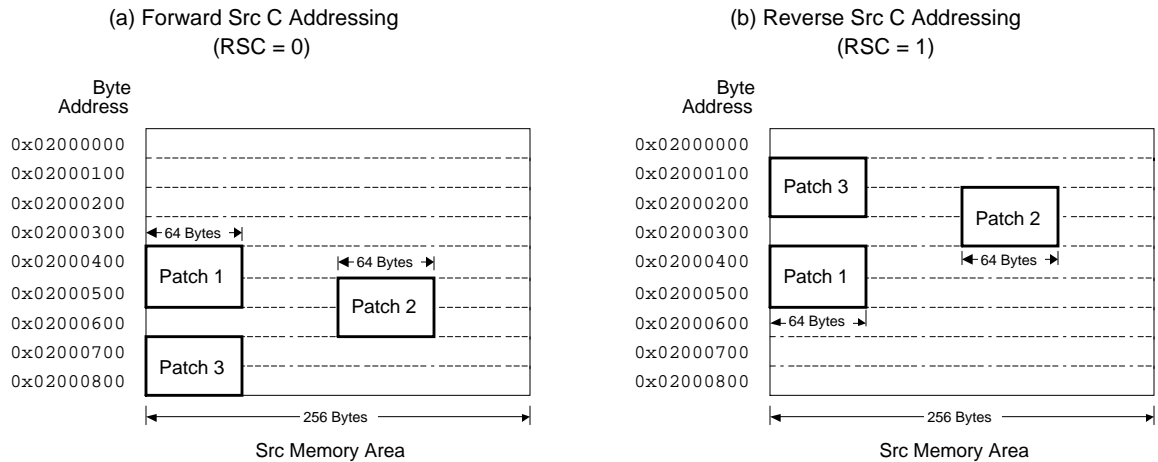 (a) Forward Src C Addressing
(RSC = 0)
Byte
Address
0x02000000
0x02000100
0x02000200
0x02000300
64 Bytes
0x02000400
Patch 1
64 Bytes
0x02000500
Patch 2
0x02000600
0x02000700
Patch 3
0x02000800
256 Bytes
Src Memory Area
(b) Reverse Src C Addressing
(RSC = 1)
Byte
Address
0x02000000
0x02000100
Patch 3
0x02000200
Patch 2
0x02000300
0x02000400
Patch 1
64 Bytes
0x02000500
0x02000600
64 Bytes
0x02000700
0x02000800
256 Bytes
Src Memory Area